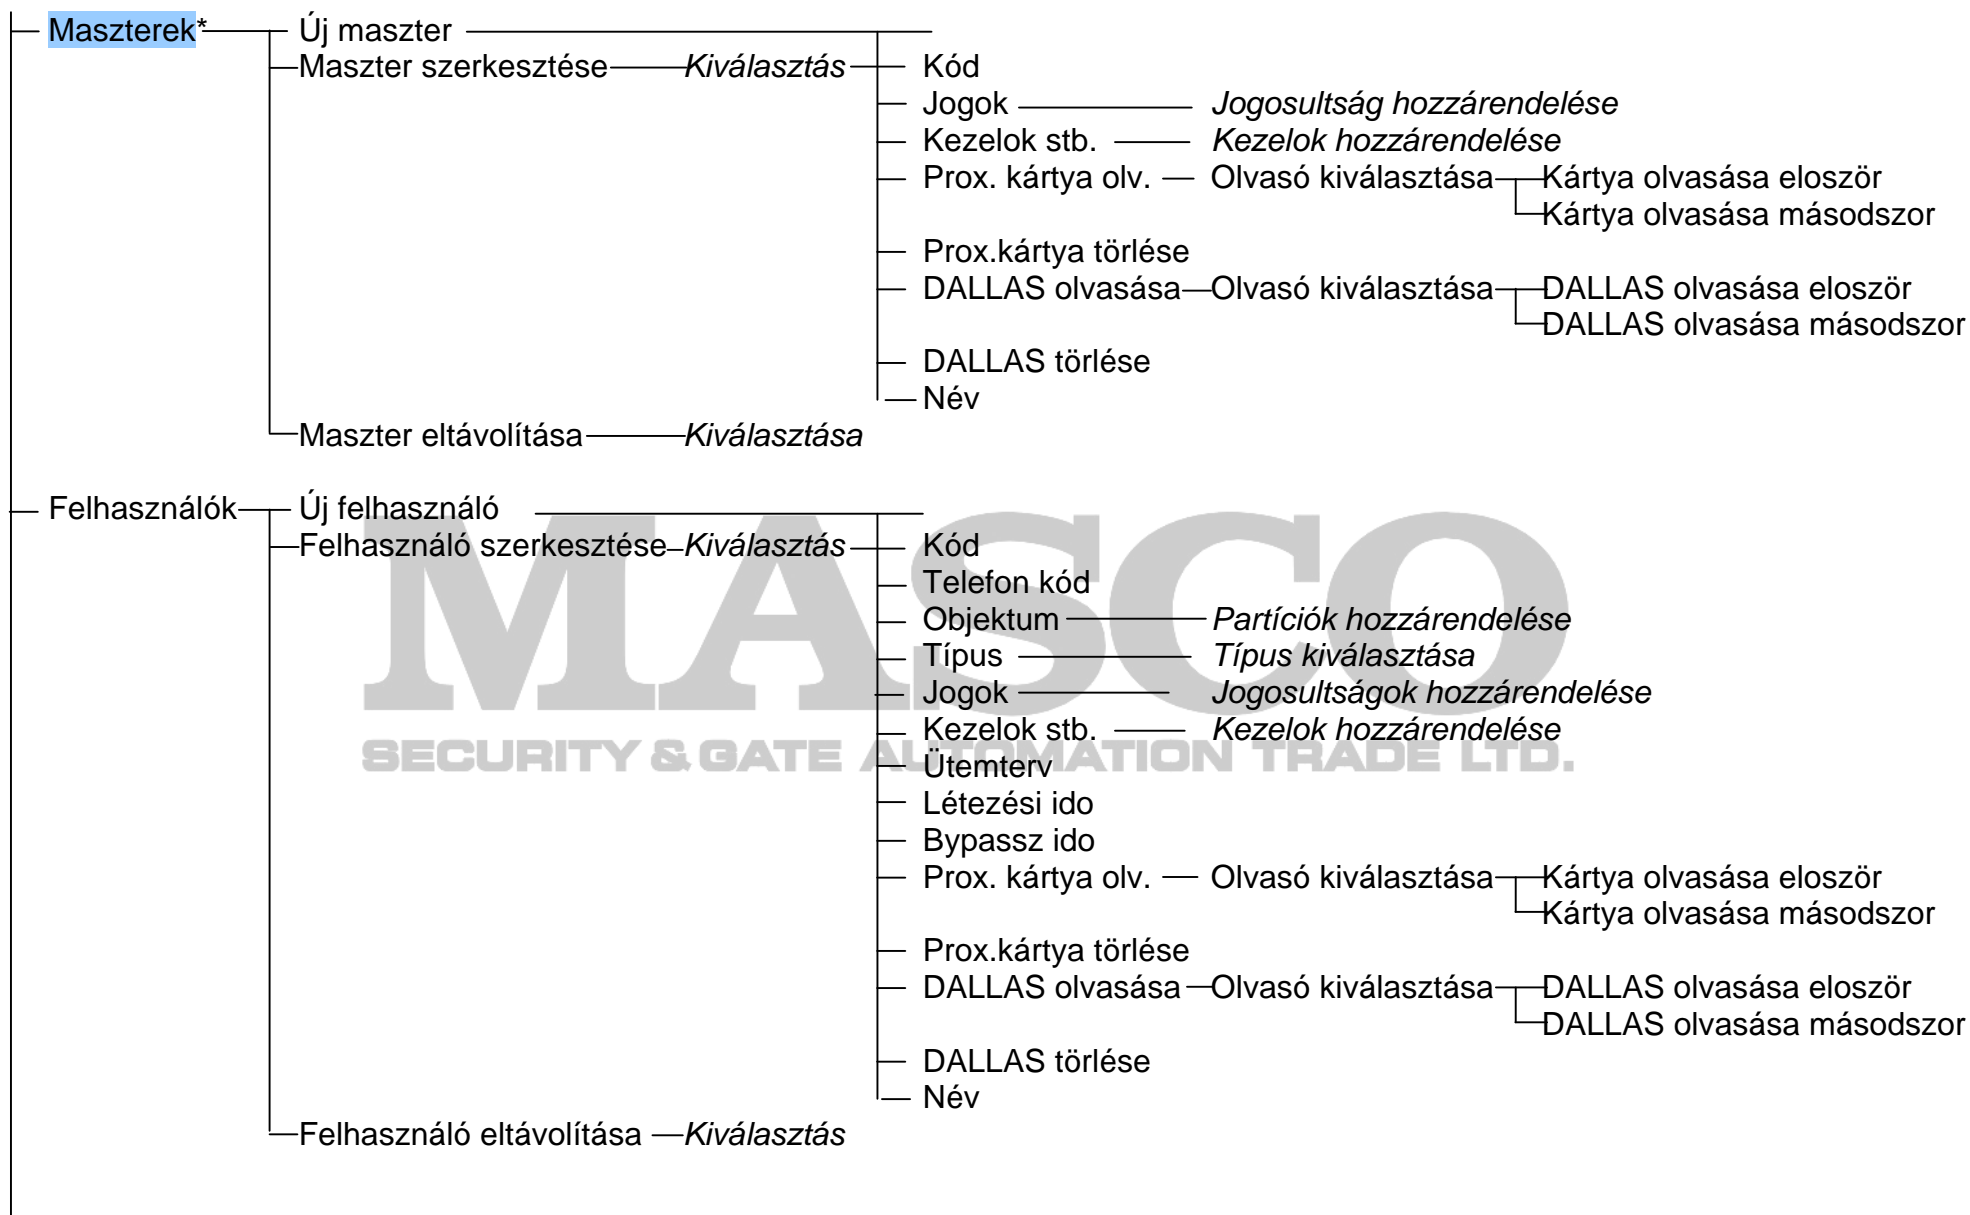 Maszterek* Új maszter
Maszter szerkesztése Kiválasztás Kód
Jogok Jogosultság hozzárendelése
Kezelok stb. Kezelok hozzárendelése
Prox. kártya olv. Olvasó kiválasztása Kártya olvasása eloször
Kártya olvasása másodszor
Prox.kártya törlése
DALLAS olvasása Olvasó kiválasztása DALLAS olvasása eloször
DALLAS olvasása másodszor
DALLAS törlése
Név
Maszter eltávolítása Kiválasztása
Felhasználók Új felhasználó
Felhasználó szerkesztése Kiválasztás Kód
Telefon kód
Objektum Partíciók hozzárendelése
Típus Típus kiválasztása
Jogok Jogosultságok hozzárendelése
Kezelok stb. Kezelok hozzárendelése
Ütemterv
Létezési ido
Bypassz ido
Prox. kártya olv. Olvasó kiválasztása Kártya olvasása eloször
Kártya olvasása másodszor
Prox.kártya törlése
DALLAS olvasása Olvasó kiválasztása DALLAS olvasása eloször
DALLAS olvasása másodszor
DALLAS törlése
Név
Felhasználó eltávolítása Kiválasztás
MASCO
SECURITY & GATE AUTOMATION TRADE LTD.